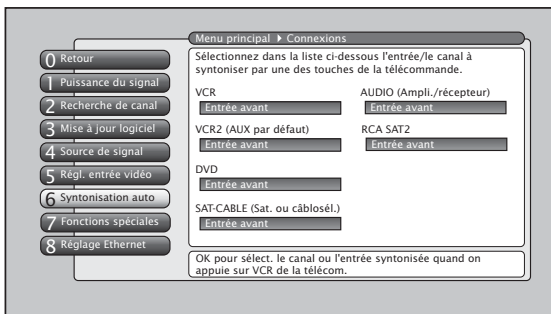 Menu principal Connexions
0 Retour
1 Puissance du signal
2 Recherche de canal
3 Mise à jour logiciel
4 Source de signal
5 Régl. entrée vidéo
6 Syntonisation auto
7 Fonctions spéciales
8 Réglage Ethernet
Sélectionnez dans la liste ci-dessous l'entrée/le canal à
syntoniser par une des touches de la télécommande.
VCR
Entrée avant
VCR2 (AUX par défaut)
Entrée avant
DVD
Entrée avant
SAT-CABLE (Sat. ou câblosél.)
Entrée avant
AUDIO (Ampli./récepteur)
Entrée avant
RCA SAT2
Entrée avant
OK pour sélect. le canal ou l'entrée syntonisée quand on
appuie sur VCR de la télécom.